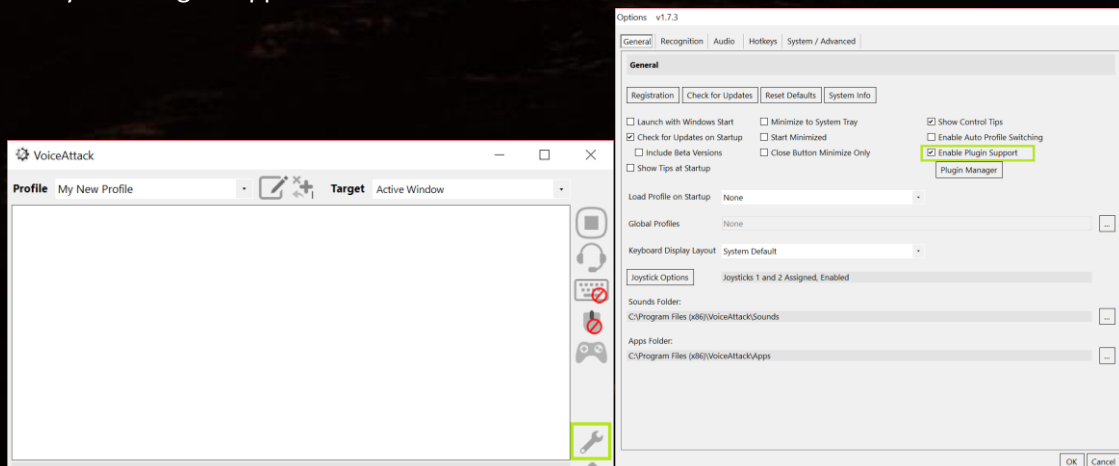 Options v1.7.3
General Recognition Audio Hotkeys System / Advanced
General
Registration Check for Updates Reset Defaults System Info
Launch with Windows Start Minimize to System Tray Show Control Tips
Check for Updates on Startup Start Minimized Enable Auto Profile Switching
Include Beta Versions Close Button Minimize Only Enable Plugin Support
Show Tips at Startup Plugin Manager
Load Profile on Startup None
Global Profiles None ...
Keyboard Display Layout System Default
Joystick Options Joysticks 1 and 2 Assigned, Enabled
Sounds Folder:
C:\Program Files (x86)\VoiceAttack\Sounds ...
Apps Folder:
C:\Program Files (x86)\VoiceAttack\Apps ...
OK Cancel
VoiceAttack
Profile My New Profile Target Active Window